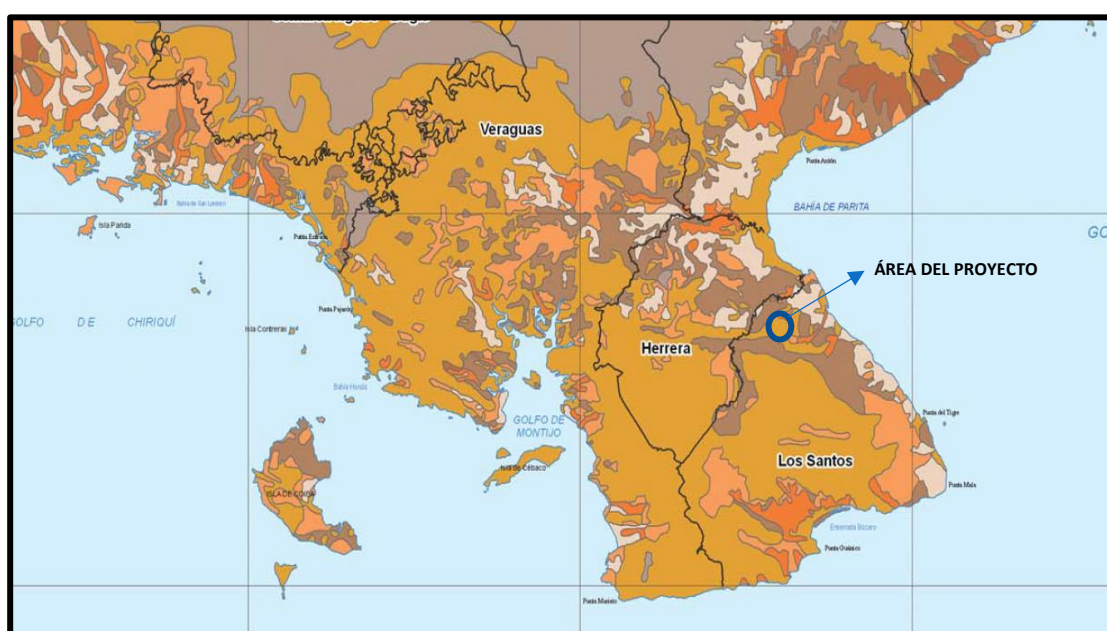 Veraguas
Punta Antón
BAHÍA DE PARITA
Bahía de San Lorenzo
Isla Parida
GO
Punta Entrada
ÁREA DEL PROYECTO
Punta Pejerón
GOLFO DE CHIRIQUÍ
Isla Contreras
Herrera
Bahía Honda
GOLFO DE
MONTIJO
Punta del Tigre
Isla de Cébaco
Los Santos
Punta Mala
ISLA DE COIBA
Ensenada Búcaro
Punta Guánico
Punta Mariato